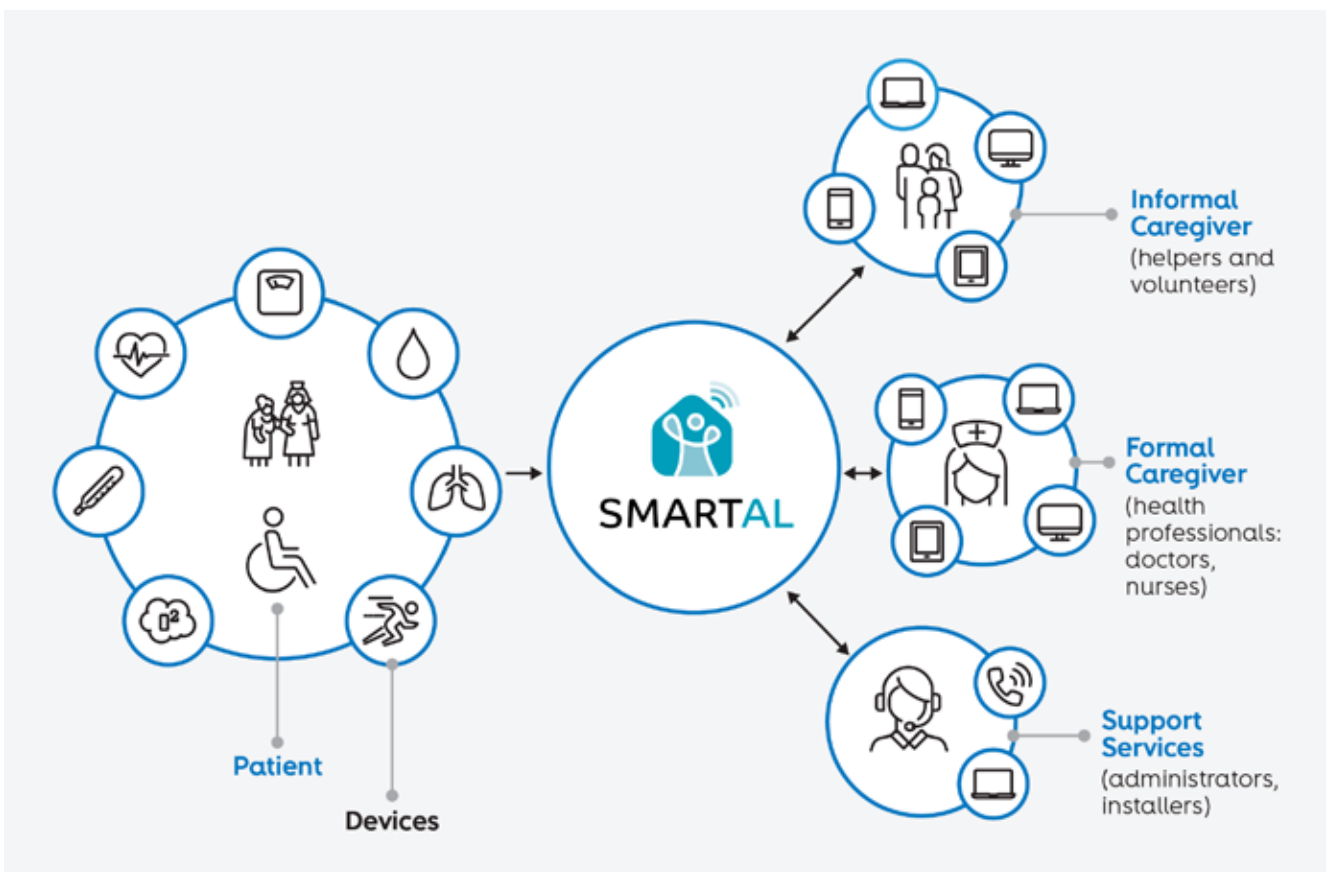 Informal
Caregiver
(helpers and
volunteers)
SMARTAL
Formal
Caregiver
(health
professionals:
doctors,
nurses)
Patient
Devices
Support
Services
(administrators,
installers)